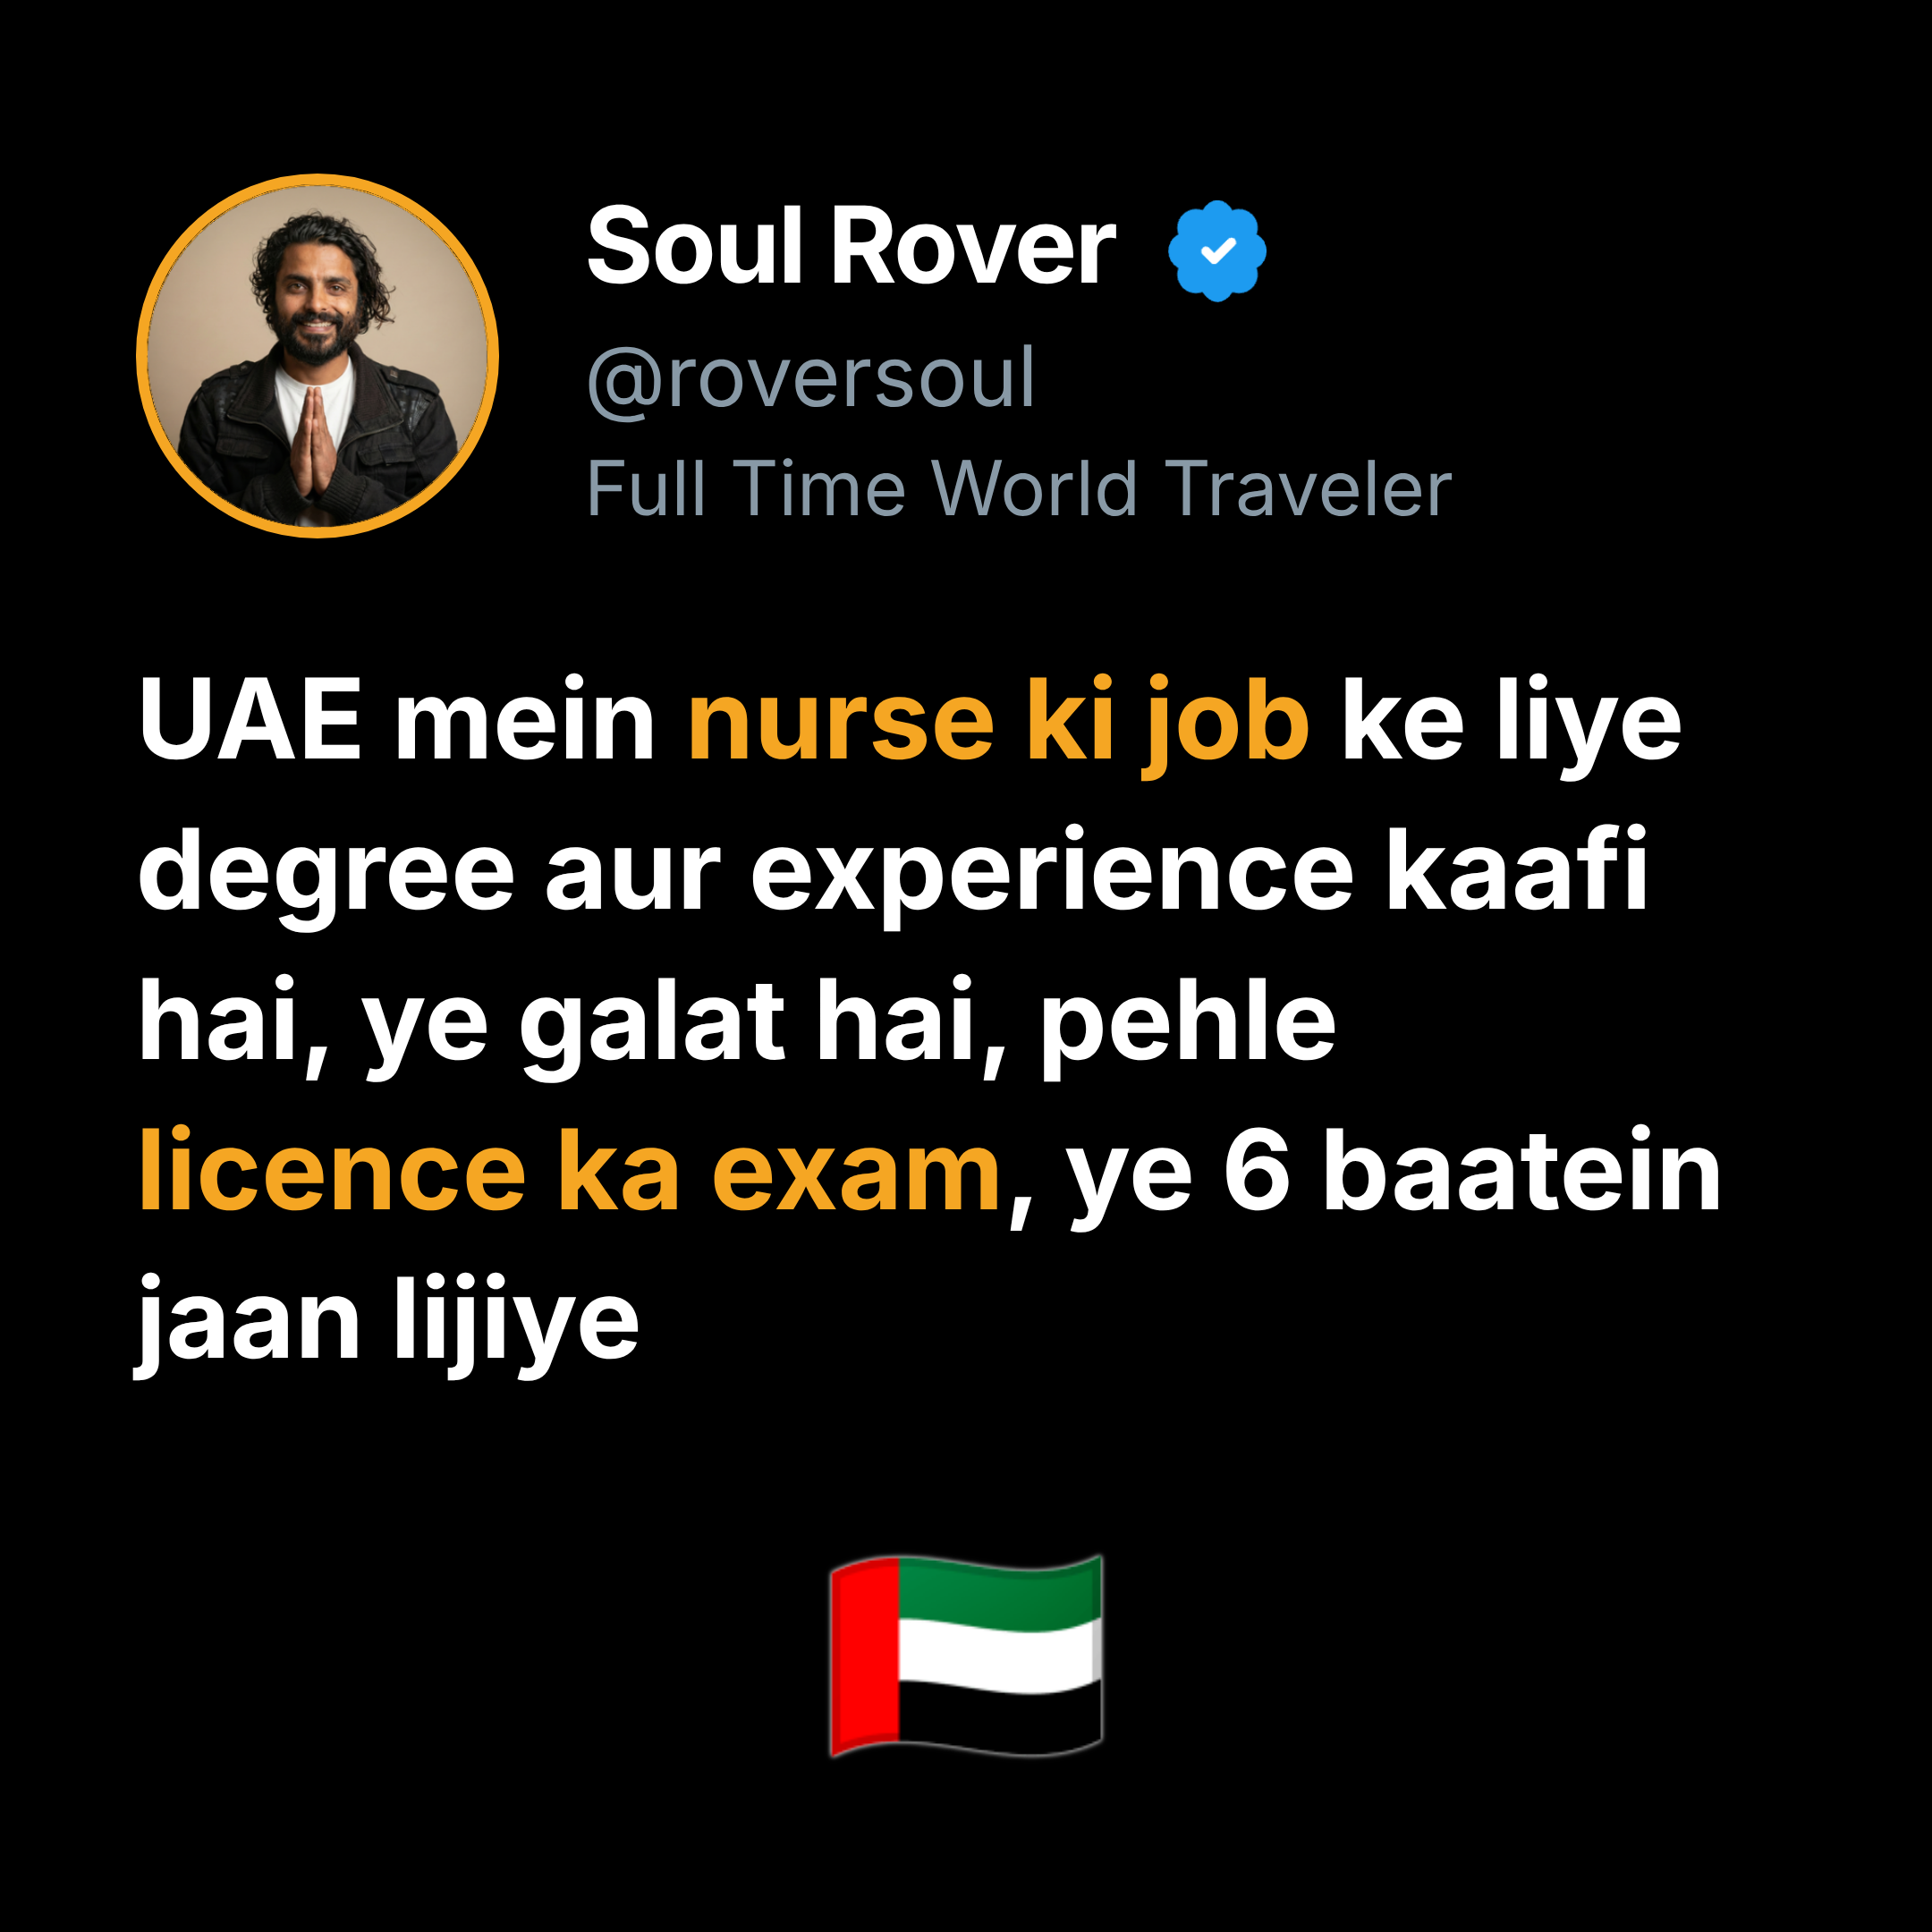 Soul Rover
@roversoul
Full Time World Traveler
UAE mein nurse ki job ke liye
degree aur experience kaafi
hai, ye galat hai, pehle
licence ka exam, ye 6 baatein
jaan lijiye